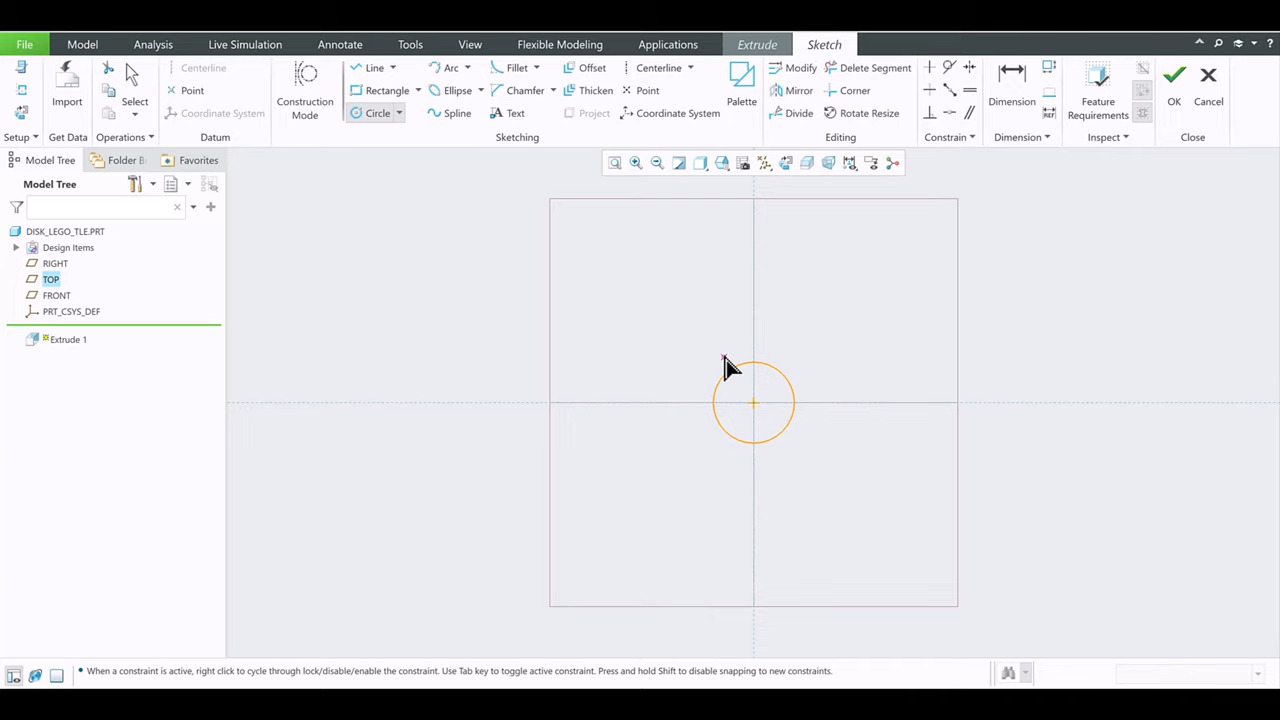 File Model Analysis Live Simulation Annotate Tools View Flexible Modeling Applications Extrude Sketch
Centerline Line Arc Fillet Offset Centerline Modify Delete Segment
Point Rectangle Ellipse Chamfer Thicken Point Mirror Corner
Import Select Coordinate System Construction Mode Circle Spline Text Project Coordinate System Palette Divide Rotate Resize Dimension Feature Requirements OK Cancel
Setup Get Data Operations Datum Sketching Editing Constrain Dimension Inspect Close
Model Tree Folder B Favorites
Model Tree
DISK_LEGO_TLE.PRT
Design Items
RIGHT
TOP
FRONT
PRT_CSYS_DEF
Extrude 1
When a constraint is active, right click to cycle through lock/disable/enable the constraint. Use Tab key to toggle active constraint. Press and hold Shift to disable snapping to new constraints.